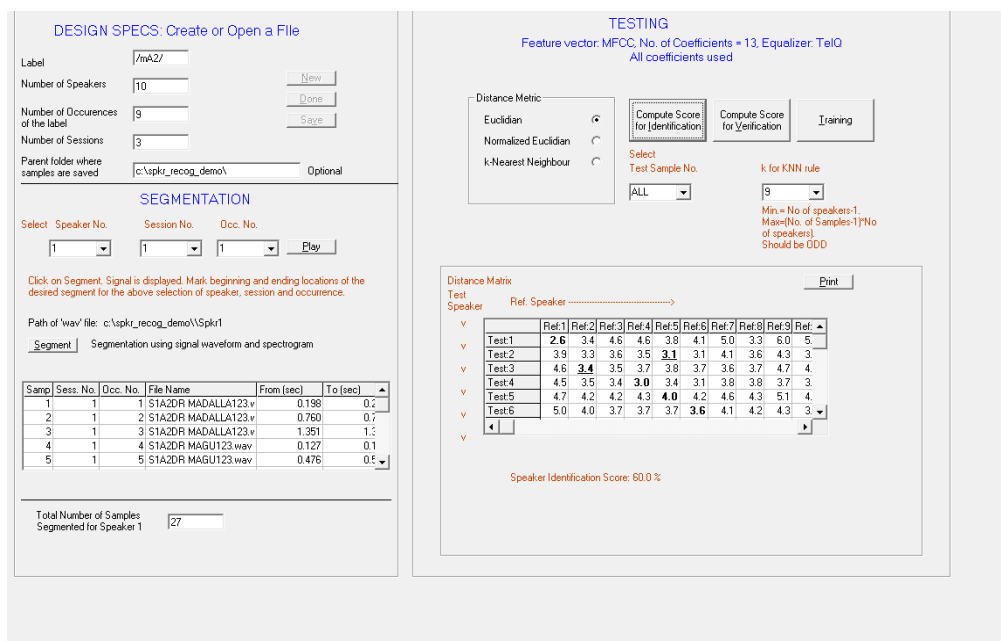 DESIGN SPECS: Create or Open a FIle
Label /mA2/
Number of Speakers 10
New
Done
Number of Occurences of the label 9
Save
Number of Sessions 3
Parent folder where samples are saved c:\spkr_recog_demo\ Optional
SEGMENTATION
Select Speaker No. Session No. Occ. No.
1 1 1 Play
Click on Segment. Signal is displayed. Mark beginning and ending locations of the
desired segment for the above selection of speaker, session and occurrence.
Path of 'wav' file: c:\spkr_recog_demo\\Spkr1
Segment Segmentation using signal waveform and spectrogram
Samp Sess. No. Occ. No. File Name From (sec) To (sec)
1 1 1 S1A2DR MADALLA123.v 0.198 0.2
2 1 2 S1A2DR MADALLA123.v 0.760 0.7
3 1 3 S1A2DR MADALLA123.v 1.351 1.3
4 1 4 S1A2DR MAGU123.wav 0.127 0.1
5 1 5 S1A2DR MAGU123.wav 0.476 0.5
Total Number of Samples
Segmented for Speaker 1 27
TESTING
Feature vector: MFCC, No. of Coefficients = 13, Equalizer: TelQ
All coefficients used
Distance Metric
Euclidian
Normalized Euclidian
k-Nearest Neighbour
Compute Score
for Identification
Compute Score
for Verification
Training
Select
Test Sample No.
ALL
k for KNN rule
9
Min.= No of speakers-1.
Max=(No. of Samples-1)*No
of speakers).
Should be ODD
Distance Matrix
Print
Test
Speaker
Ref. Speaker ------------------------------------->
v
v
v
v
v
v
Ref:1 Ref:2 Ref:3 Ref:4 Ref:5 Ref:6 Ref:7 Ref:8 Ref:9 Ref:
Test:1 2.6 3.4 4.6 4.6 3.8 4.1 5.0 3.3 6.0 5.
Test:2 3.9 3.3 3.6 3.5 3.1 3.1 4.1 3.6 4.3 3.
Test:3 4.6 3.4 3.5 3.7 3.8 3.7 3.6 3.7 4.7 4.
Test:4 4.5 3.5 3.4 3.0 3.4 3.1 3.8 3.8 3.7 3.
Test:5 4.7 4.2 4.2 4.3 4.0 4.2 4.6 4.3 5.1 4.
Test:6 5.0 4.0 3.7 3.7 3.7 3.6 4.1 4.2 4.3 3.
Speaker Identification Score: 60.0 %